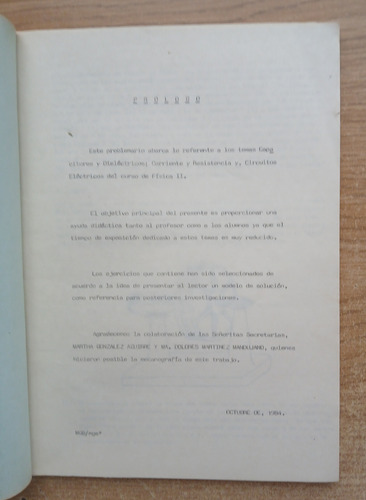 P R O L O G O
Este problemario abarca lo referente a los temas Cang
citores y Dieléctricos; Corriente y Resistencia y, Circuitos
Eléctricos del curso de Física II.
El objetivo principal del presente es proporcionar una
ayuda didáctica tanto al profesor como a los alumnos ya que el
tiempo de exposición dedicado a estos temas es muy reducido.
Los ejercicios que contiene han sido seleccionados de
acuerdo a la idea de presentar al lector un modelo de solución,
como referencia para posteriores investigaciones.
Agradecemos la colaboración de las Señoritas Secretarias,
MARTHA GONZALEZ AGUIRRE Y MA. DOLORES MARTINEZ MANDUJANO, quienes
hicieron posible la mecanografía de este trabajo.
OCTUBRE DE, 1984.